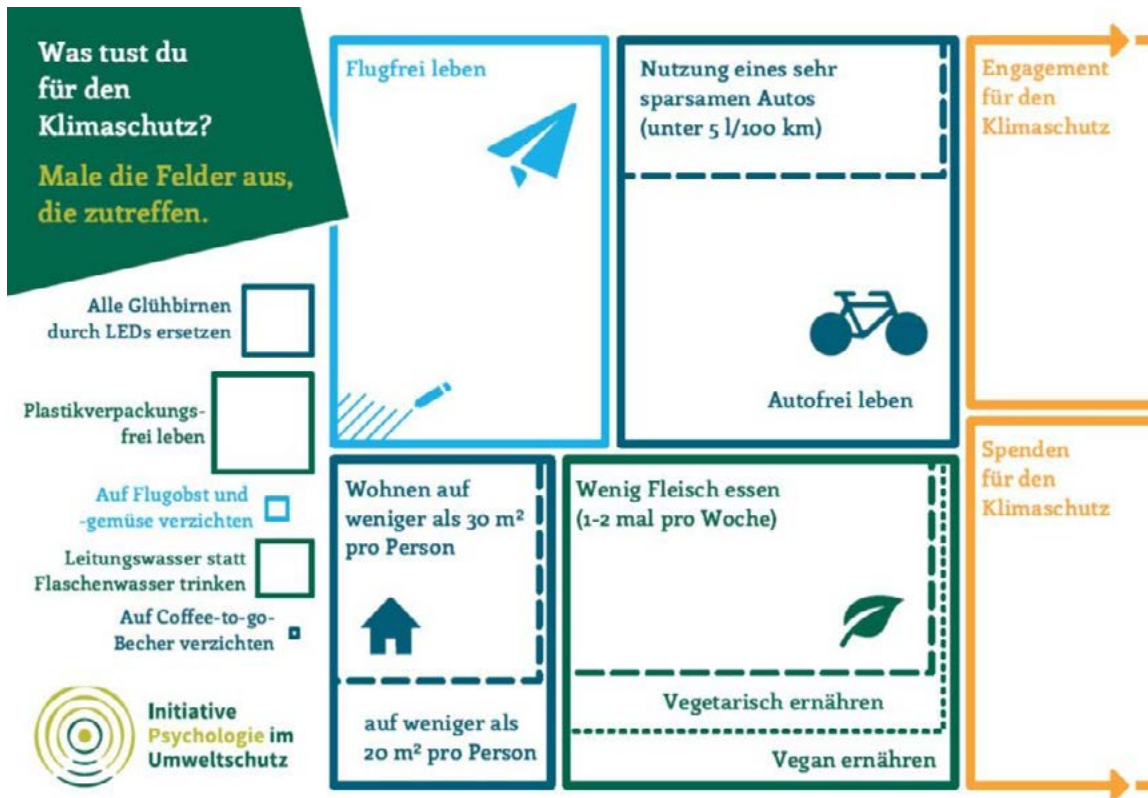 Was tust du
für den
Klimaschutz?
Male die Felder aus,
die zutreffen.
Alle Glühbirnen
durch LEDs ersetzen
Plastikverpackungs-
frei leben
Auf Flugobst und
-gemüse verzichten
Leitungswasser statt
Flaschenwasser trinken
Auf Coffee-to-go-
Becher verzichten
Initiative
Psychologie im
Umweltschutz
Flugfrei leben
Nutzung eines sehr
sparsamen Autos
(unter 5 l/100 km)
Autofrei leben
Wohnen auf
weniger als 30 m²
pro Person
auf weniger als
20 m² pro Person
Wenig Fleisch essen
(1-2 mal pro Woche)
Vegetarisch ernähren
Vegan ernähren
Engagement
für den
Klimaschutz
Spenden
für den
Klimaschutz